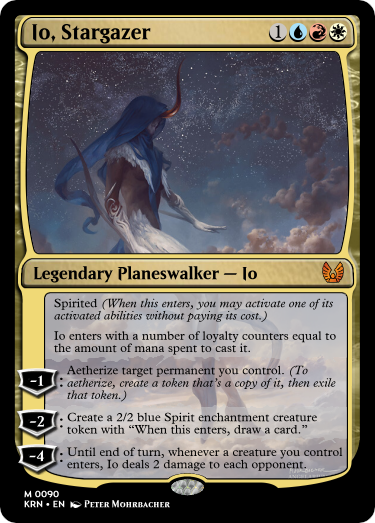 Io, Stargazer 1
Legendary Planeswalker — Io
Spirited (When this enters, you may activate one of its
activated abilities without paying its cost.)
Io enters with a number of loyalty counters equal to
the amount of mana spent to cast it.
-1: Aetherize target permanent you control. (To
aetherize, create a token that's a copy of it, then exile
that token.)
-2: Create a 2/2 blue Spirit enchantment creature
token with “When this enters, draw a card.”
-4: Until end of turn, whenever a creature you control
enters, Io deals 2 damage to each opponent.
M 0090
KRN • EN Peter Mohrbacher